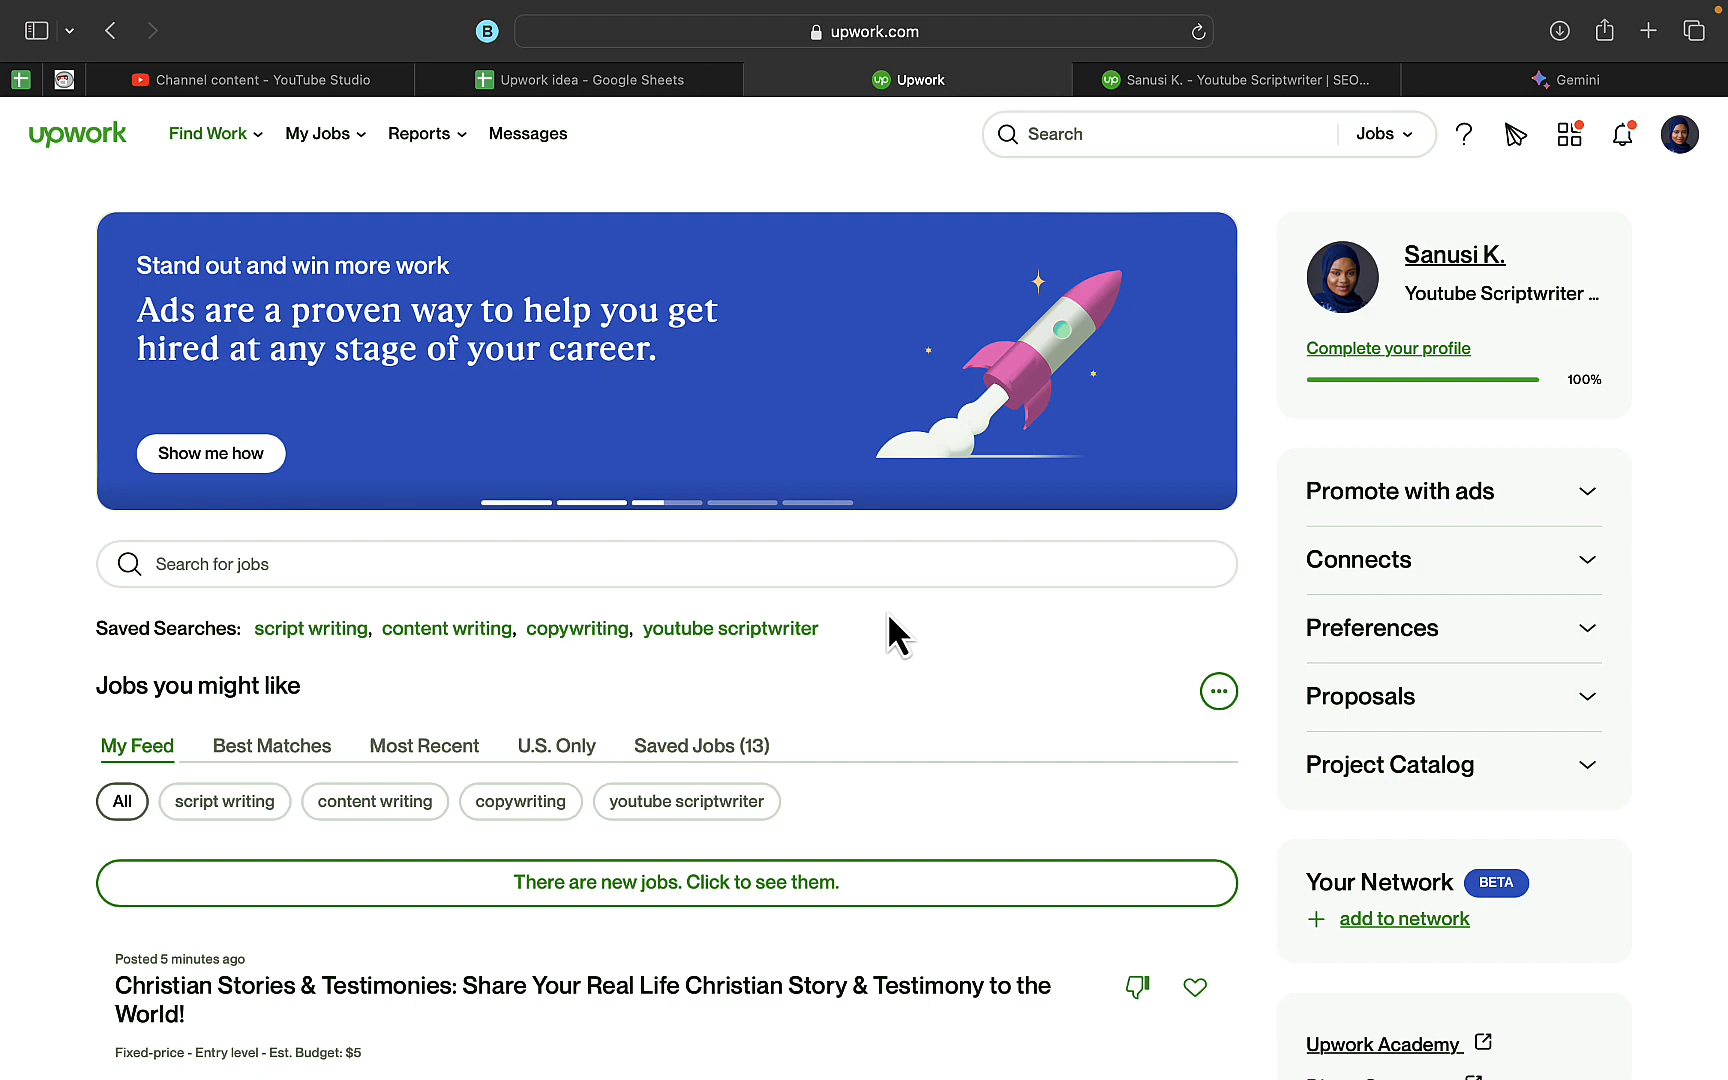 B
upwork.com
Channel content - YouTube Studio
Upwork idea - Google Sheets
up Upwork
up Sanusi K. - Youtube Scriptwriter | SEO...
Gemini
upwork
Find Work
My Jobs
Reports
Messages
Search
Jobs
Stand out and win more work
Ads are a proven way to help you get
hired at any stage of your career.
Show me how
Sanusi K.
Youtube Scriptwriter ...
Complete your profile
100%
Promote with ads
Connects
Preferences
Proposals
Project Catalog
Search for jobs
Saved Searches: script writing, content writing, copywriting, youtube scriptwriter
Jobs you might like
My Feed
Best Matches
Most Recent
U.S. Only
Saved Jobs (13)
All
script writing
content writing
copywriting
youtube scriptwriter
There are new jobs. Click to see them.
Your Network BETA
+ add to network
Posted 5 minutes ago
Christian Stories & Testimonies: Share Your Real Life Christian Story & Testimony to the
World!
Fixed-price - Entry level - Est. Budget: $5
Upwork Academy